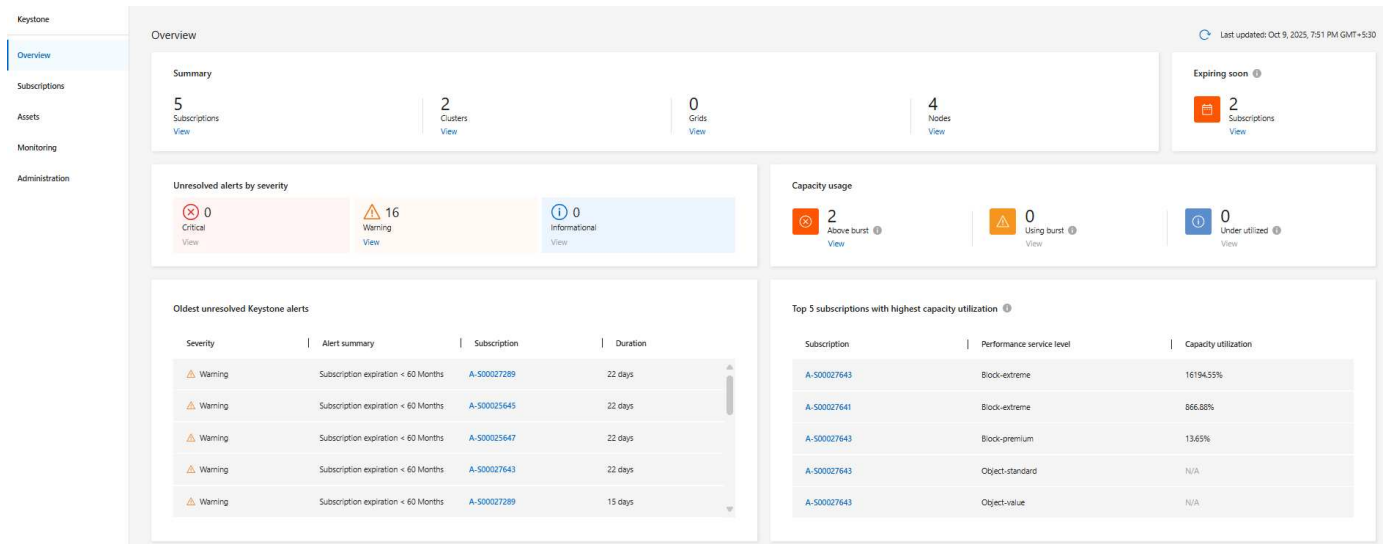 Keystone
Overview
Subscriptions
Assets
Monitoring
Administration
Overview
Last updated: Oct 9, 2025, 7:51 PM GMT+5:30
Summary
5
Subscriptions
View
2
Clusters
View
0
Grids
View
4
Nodes
View
Expiring soon
2
Subscriptions
View
Unresolved alerts by severity
0
Critical
View
16
Warning
View
0
Informational
View
Capacity usage
2
Above burst
View
0
Using burst
View
0
Under utilized
View
Oldest unresolved Keystone alerts
Severity Alert summary Subscription Duration
Warning Subscription expiration < 60 Months A-S00027289 22 days
Warning Subscription expiration < 60 Months A-S00025645 22 days
Warning Subscription expiration < 60 Months A-S00025647 22 days
Warning Subscription expiration < 60 Months A-S00027643 22 days
Warning Subscription expiration < 60 Months A-S00027289 15 days
Top 5 subscriptions with highest capacity utilization
Subscription Performance service level Capacity utilization
A-S00027643 Block-extreme 16194.55%
A-S00027641 Block-extreme 866.88%
A-S00027643 Block-premium 13.65%
A-S00027643 Object-standard N/A
A-S00027643 Object-value N/A